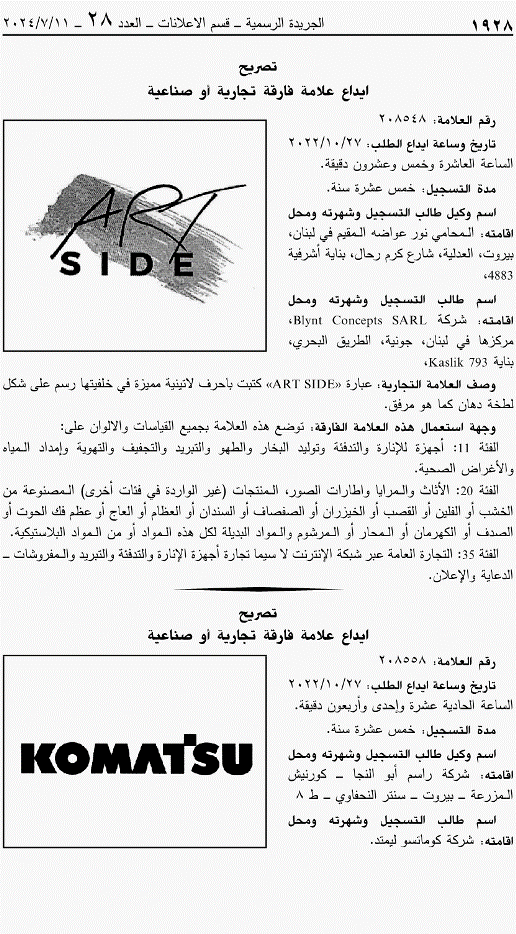 ١٩٢٨
الجريدة الرسمية – قسم الاعلانات – العدد ٢٨ – ٢٠٢٤/٧/١١
تصريح
ايداع علامة فارقة تجارية أو صناعية
رقم العلامة: ٢٠٨٥٤٨
تاريخ وساعة ايداع الطلب: ٢٠٢٢/١٠/٢٧
الساعة العاشرة وخمس وعشرون دقيقة.
مدة التسجيل: خمس عشرة سنة.
اسم وكيل طالب التسجيل وشهرته ومحل
اقامته: المحامي نور عواضه المقيم في لبنان،
بيروت، العدلية، شارع كرم رحال، بناية أشرفية
4883،
اسم طالب التسجيل وشهرته ومحل
اقامته: شركة Blynt Concepts SARL،
مركزها في لبنان، جونية، الطريق البحري،
بناية Kaslik 793،
ART
SIDE
وصف العلامة التجارية: عبارة «ART SIDE» كتبت باحرف لاتينية مميزة في خلفيتها رسم على شكل
لطخة دهان كما هو مرفق.
وجهة استعمال هذه العلامة الفارقة: توضع هذه العلامة بجميع القياسات والالوان على:
الفئة 11: أجهزة للإنارة والتدفئة وتوليد البخار والطهو والتبريد والتجفيف والتهوية وإمداد المياه
والأغراض الصحية.
الفئة 20: الأثاث والمرايا واطارات الصور، المنتجات (غير الواردة في فئات أخرى) المصنوعة من
الخشب أو الفلين أو القصب أو الخيزران أو الصفصاف أو السندان أو العظام أو العاج أو عظم فك الحوت أو
الصدف أو الكهرمان أو المحار أو المرشوم والمواد البديلة لكل هذه المواد أو من المواد البلاستيكية.
الفئة 35: التجارة العامة عبر شبكة الإنترنت لا سيما تجارة أجهزة الإنارة والتدفئة والتبريد والمفروشات –
الدعاية والإعلان.
تصريح
ايداع علامة فارقة تجارية أو صناعية
رقم العلامة: ٢٠٨٥٥٨
تاريخ وساعة ايداع الطلب: ٢٠٢٢/١٠/٢٧
الساعة الحادية عشرة وإحدى وأربعون دقيقة.
مدة التسجيل: خمس عشرة سنة.
اسم وكيل طالب التسجيل وشهرته ومحل
اقامته: شركة راسم أبو النجا – كورنيش
المزرعة – بيروت – سنتر النحفاوي – ط ٨
اسم طالب التسجيل وشهرته ومحل
اقامته: شركة كوماتسو ليمتد.
KOMATSU